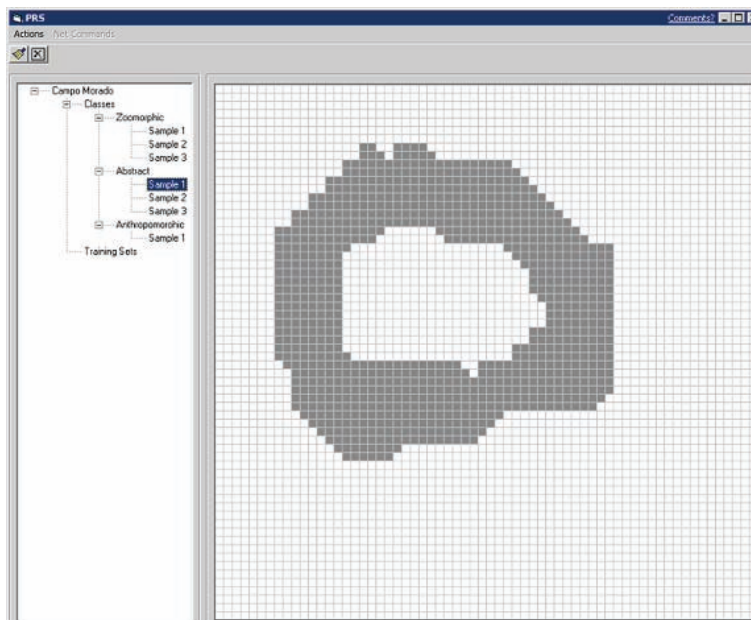 PRS
Comments?
Actions Net Commands
Campo Morado
Classes
Zoomorphic
Sample 1
Sample 2
Sample 3
Abstract
Sample 1
Sample 2
Sample 3
Anthropomorphic
Sample 1
Training Sets